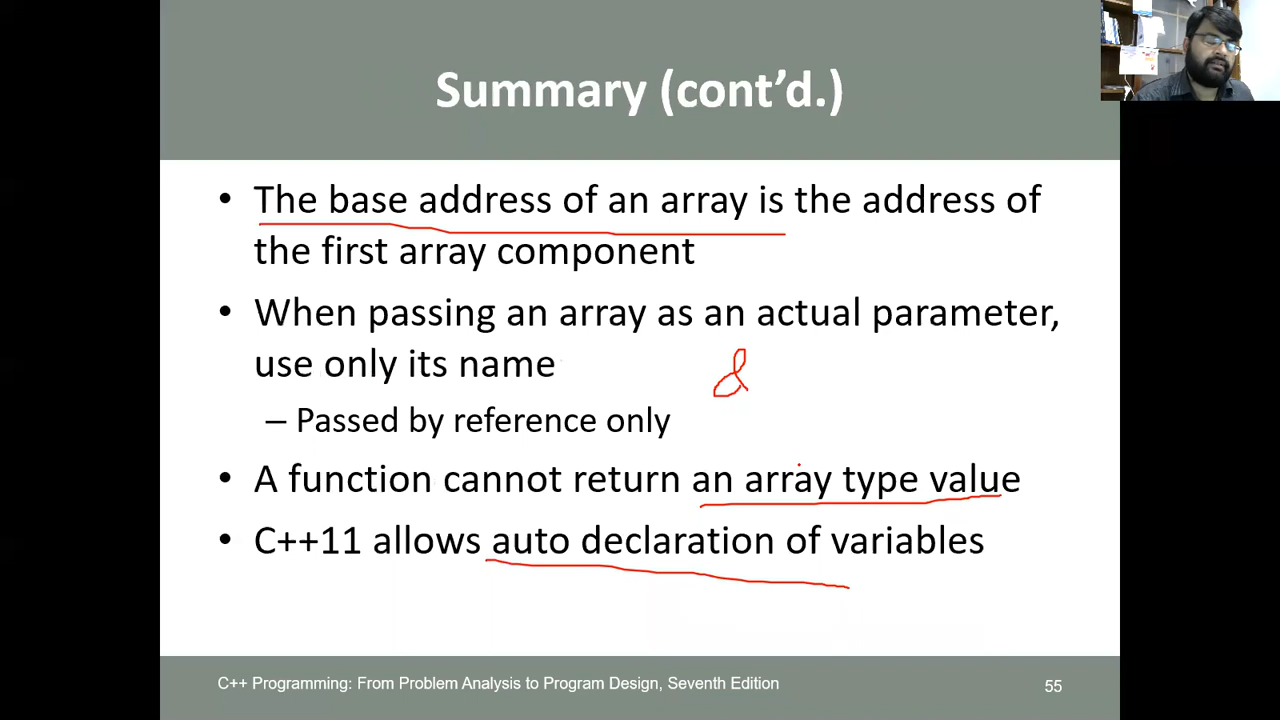 Summary (cont’d.)
• The base address of an array is the address of
the first array component
• When passing an array as an actual parameter,
use only its name
&
– Passed by reference only
• A function cannot return an array type value
• C++11 allows auto declaration of variables
C++ Programming: From Problem Analysis to Program Design, Seventh Edition
55